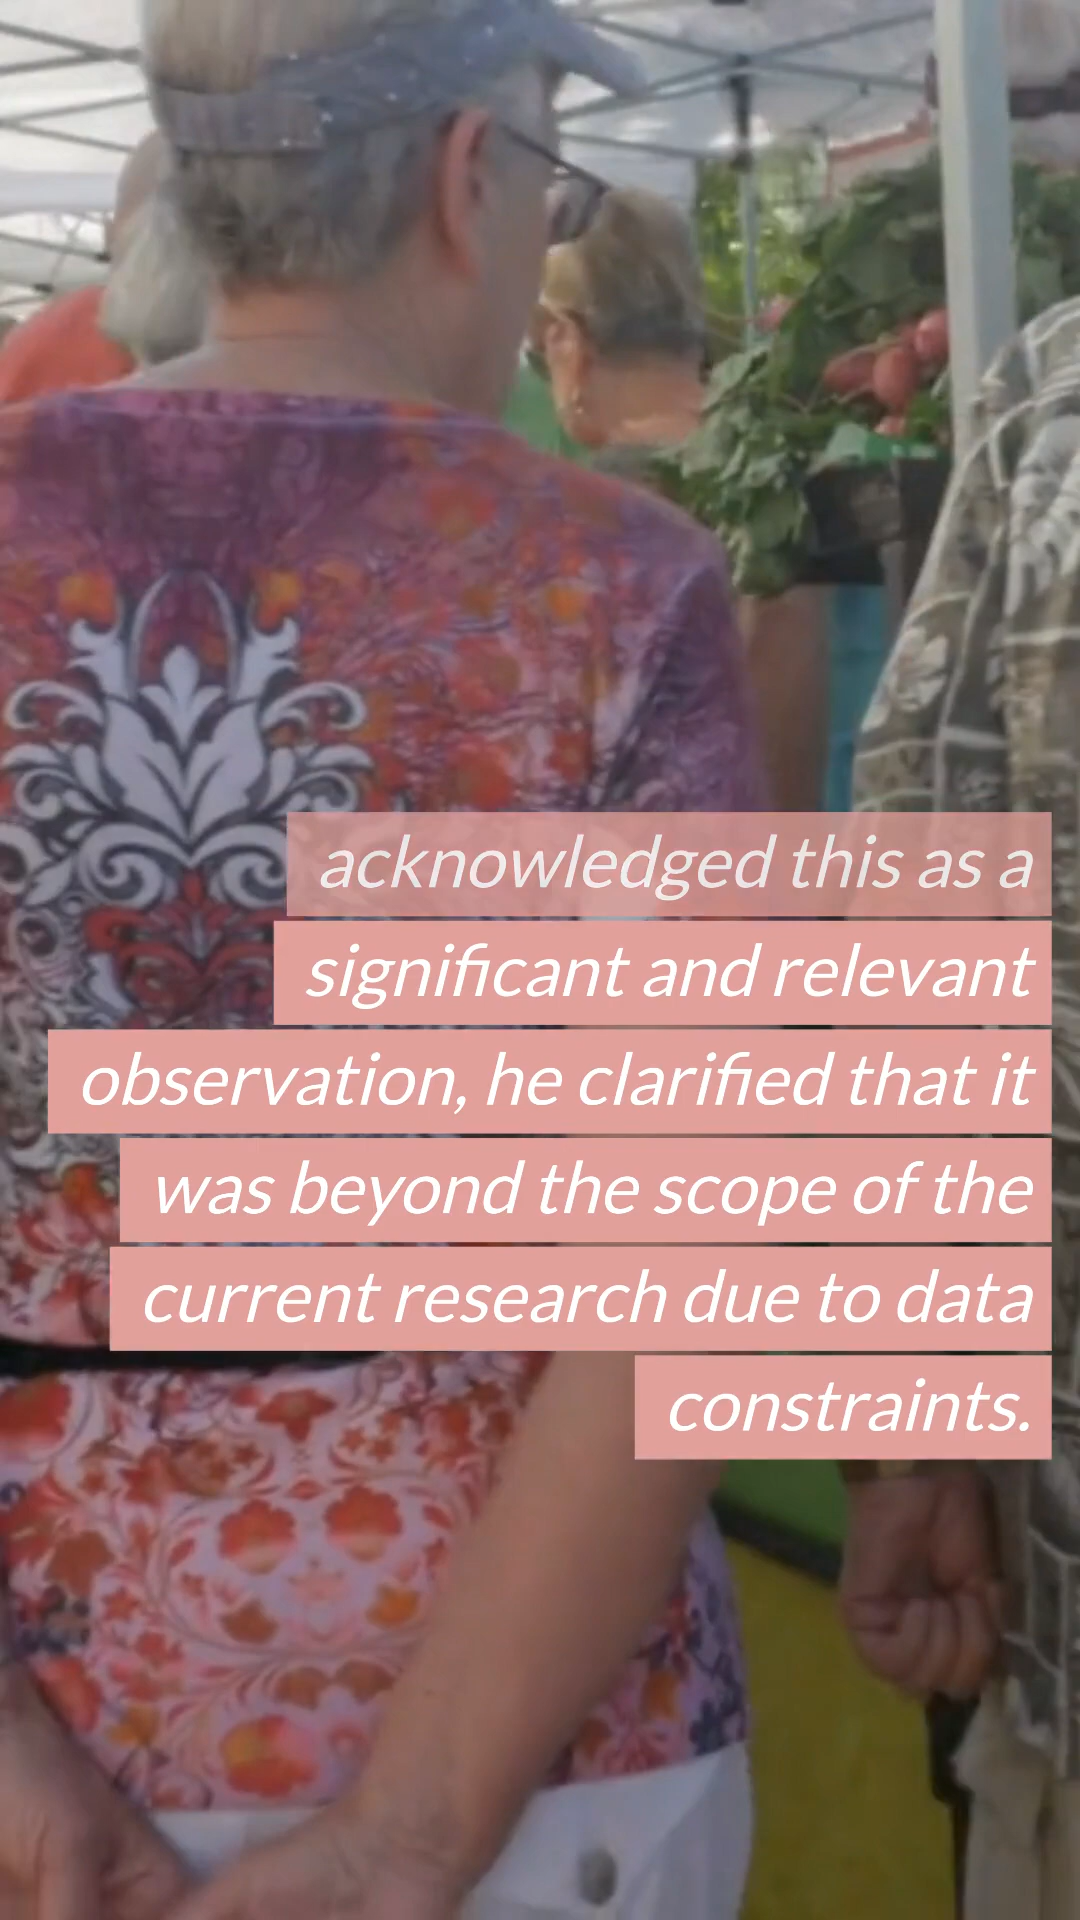 acknowledged this as a
significant and relevant
observation, he clarified that it
was beyond the scope of the
current research due to data
constraints.